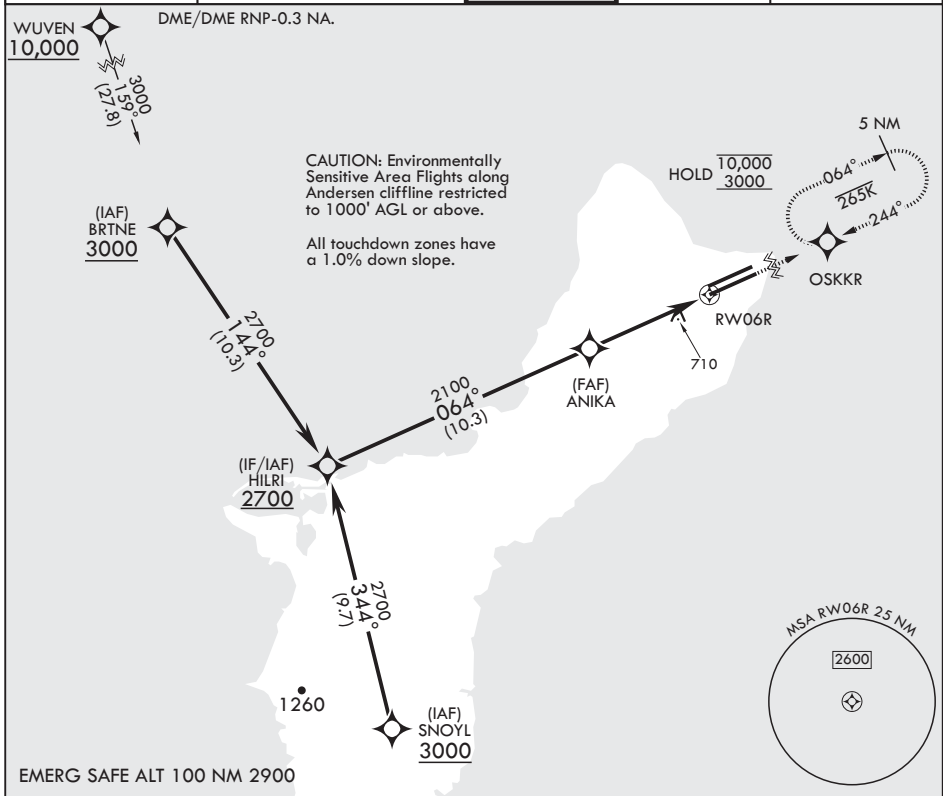 DME/DME RNP-0.3 NA.
WUVEN
10,000
3000
159°
(27.8)
5 NM
CAUTION: Environmentally
Sensitive Area Flights along
Andersen cliffline restricted
to 1000' AGL or above.
All touchdown zones have
a 1.0% down slope.
HOLD 10,000
3000
064°
265K
244°
OSKKR
(IAF)
BRTNE
3000
RW06R
710
2700
144°
(10.3)
(FAF)
ANIKA
2100
064°
(10.3)
(IF/IAF)
HILRI
2700
2700
344°
(9.7)
MSA RW06R 25 NM
2600
1260
(IAF)
SNOYL
3000
EMERG SAFE ALT 100 NM 2900